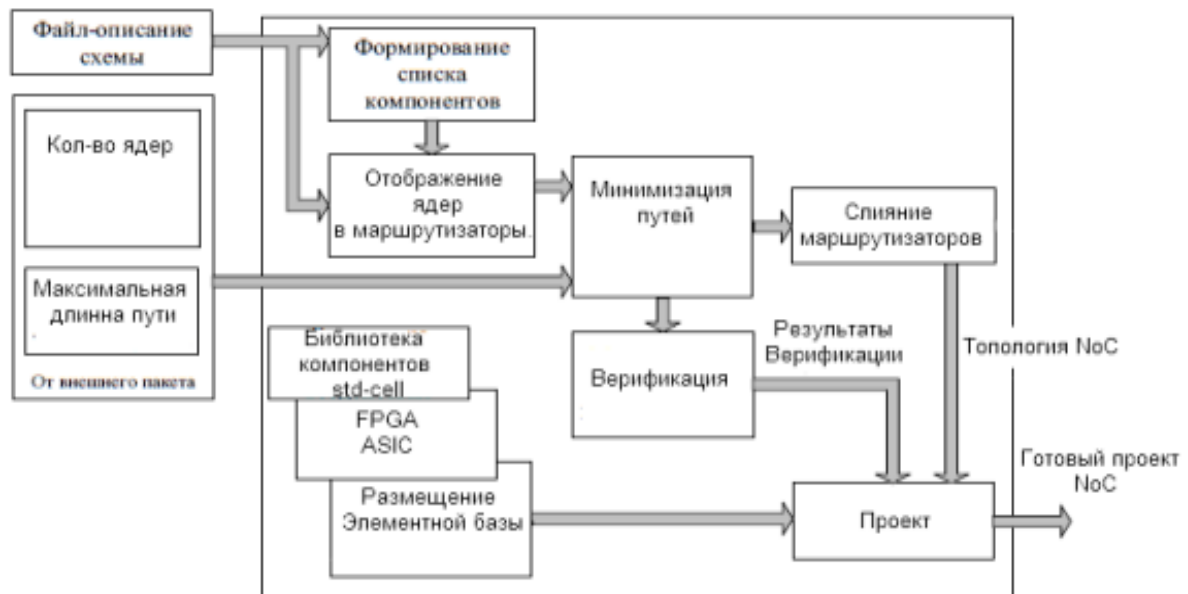 Файл-описание
схемы
Формирование
списка
компонентов
Кол-во ядер
Отображение
ядер
в маршрутизаторы.
Минимизация
путей
Слияние
маршрутизаторов
Максимальная
длинна пути
От внешнего пакета
Библиотека
компонентов
std-cell
FPGA
ASIC
Размещение
Элементной базы
Верификация
Результаты
Верификации
Топология NoC
Проект
Готовый проект
NoC